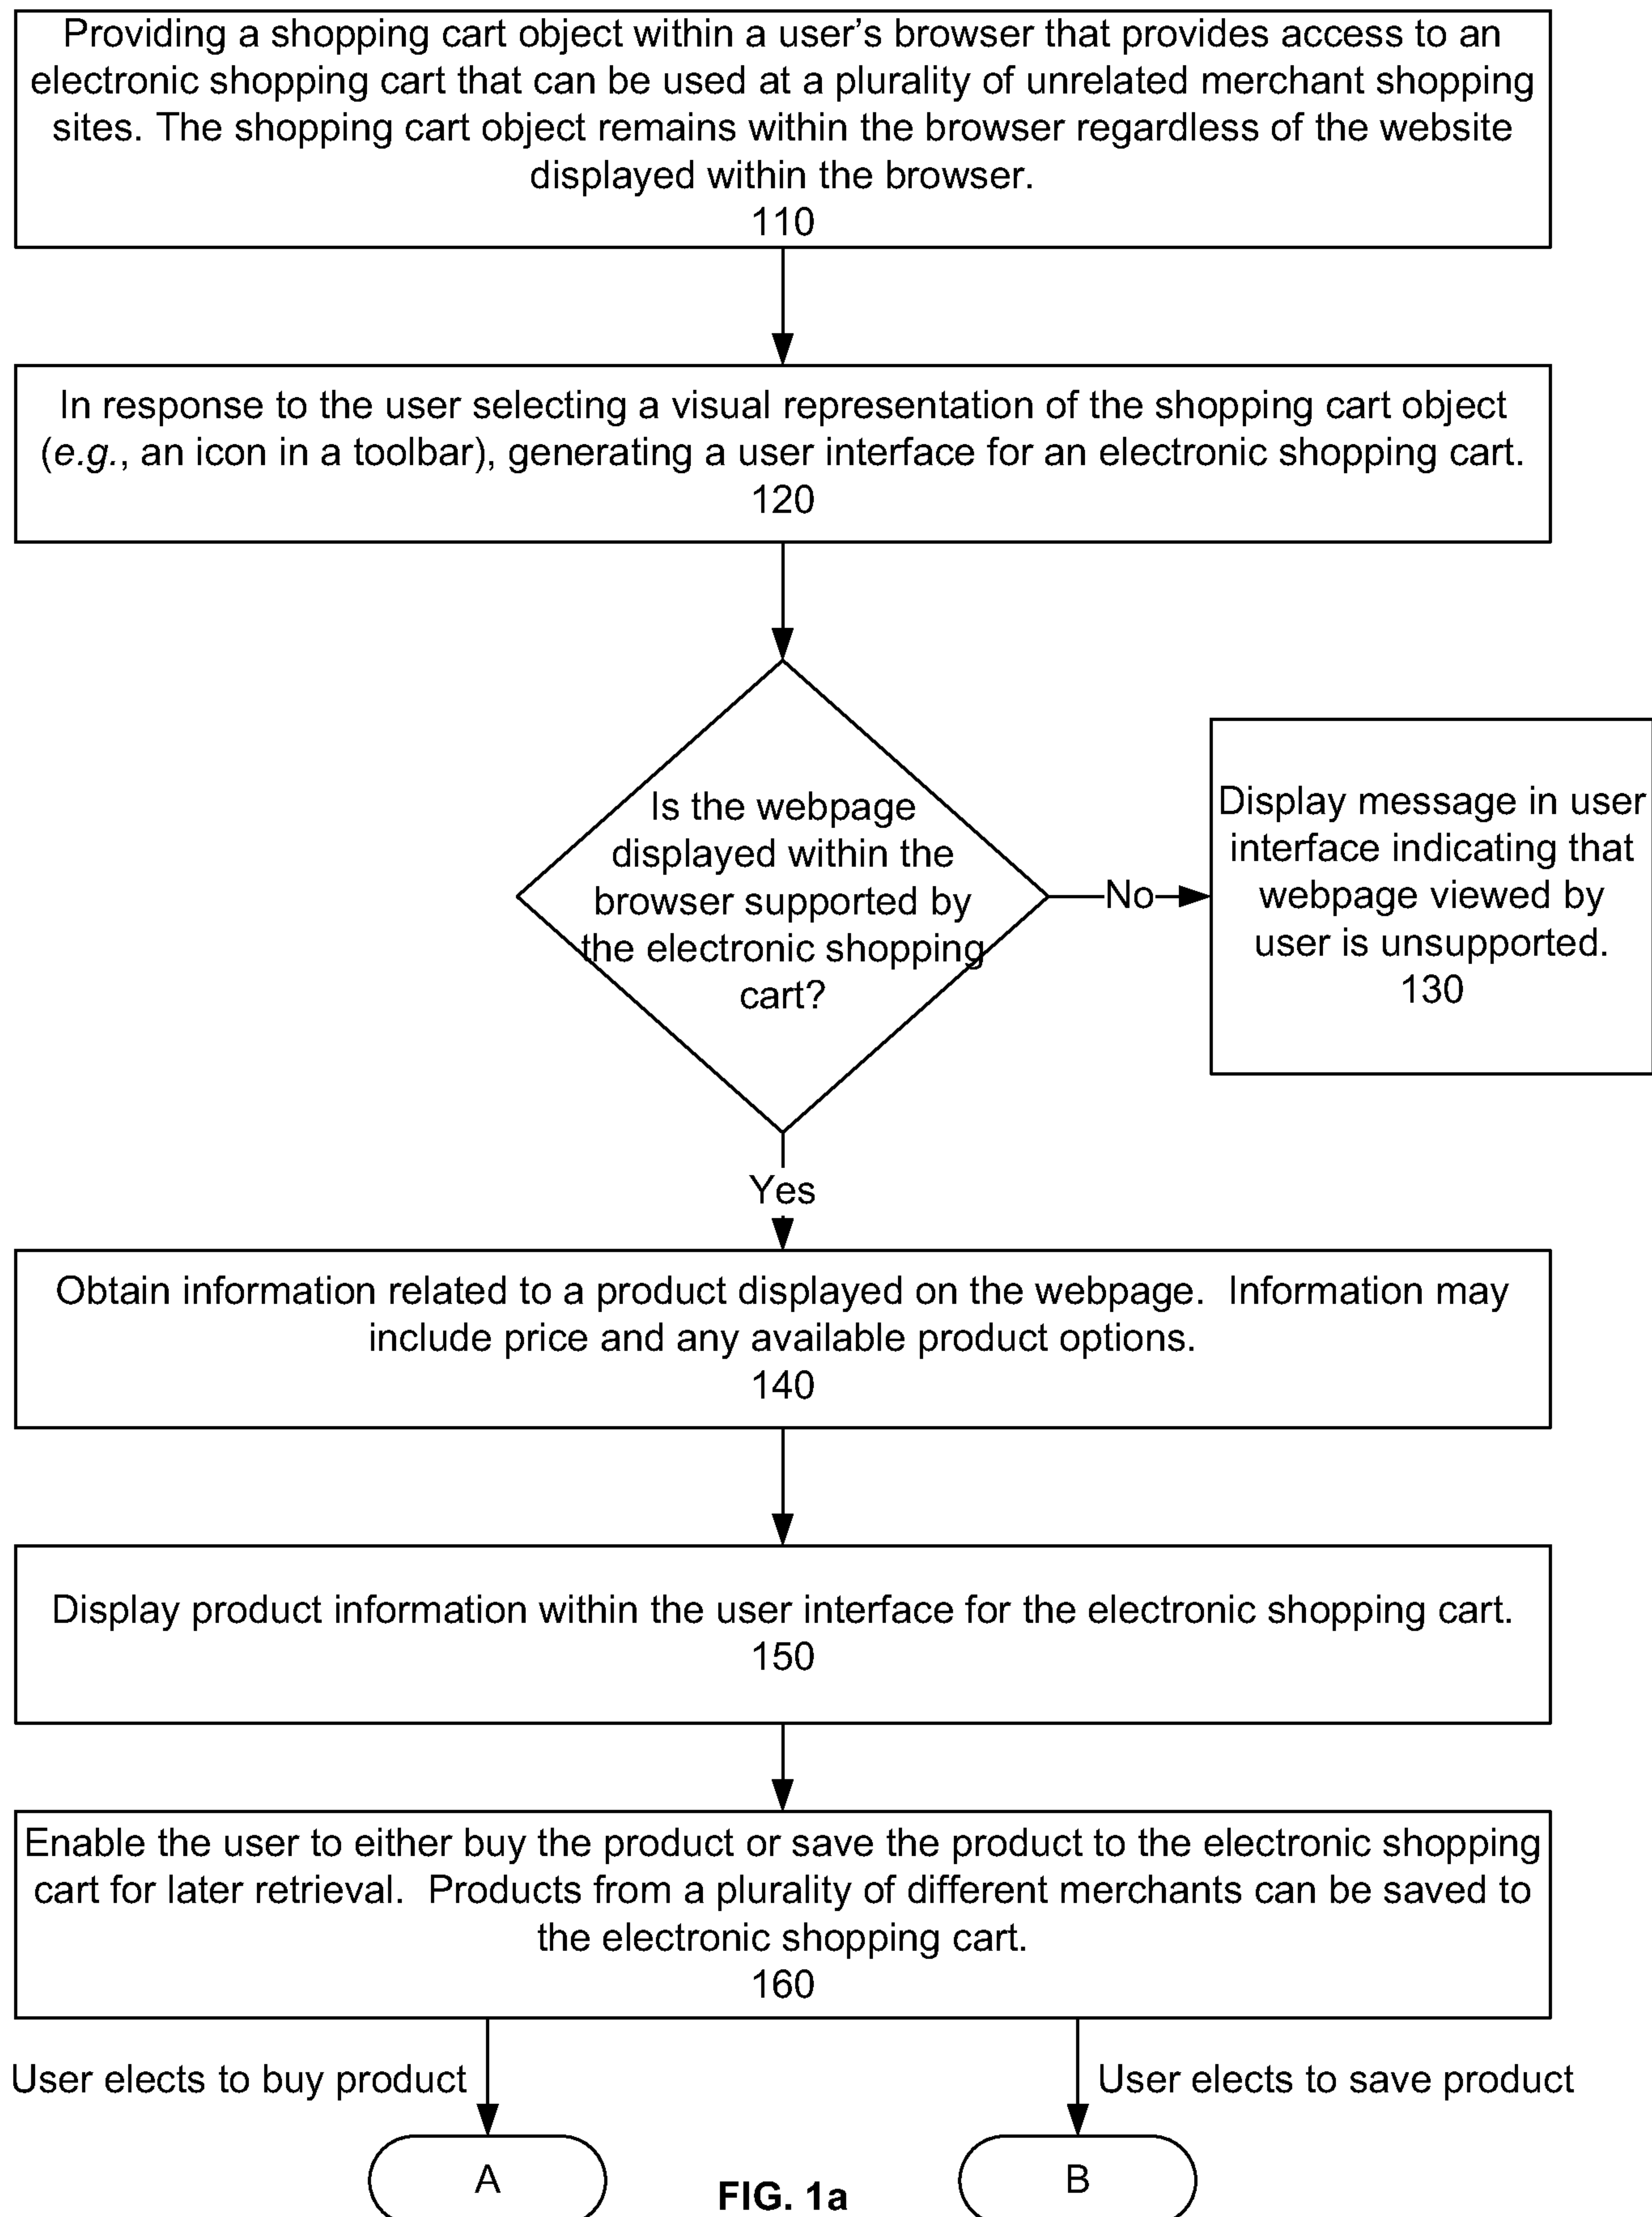 Providing a shopping cart object within a user's browser that provides access to an
electronic shopping cart that can be used at a plurality of unrelated merchant shopping
sites. The shopping cart object remains within the browser regardless of the website
displayed within the browser.
110
In response to the user selecting a visual representation of the shopping cart object
(e.g., an icon in a toolbar), generating a user interface for an electronic shopping cart.
120
Is the webpage
displayed within the
browser supported by
the electronic shopping
cart?
No
Display message in user
interface indicating that
webpage viewed by
user is unsupported.
130
Yes
Obtain information related to a product displayed on the webpage.  Information may
include price and any available product options.
140
Display product information within the user interface for the electronic shopping cart.
150
Enable the user to either buy the product or save the product to the electronic shopping
cart for later retrieval.  Products from a plurality of different merchants can be saved to
the electronic shopping cart.
160
User elects to buy product
User elects to save product
A
B
FIG. 1a